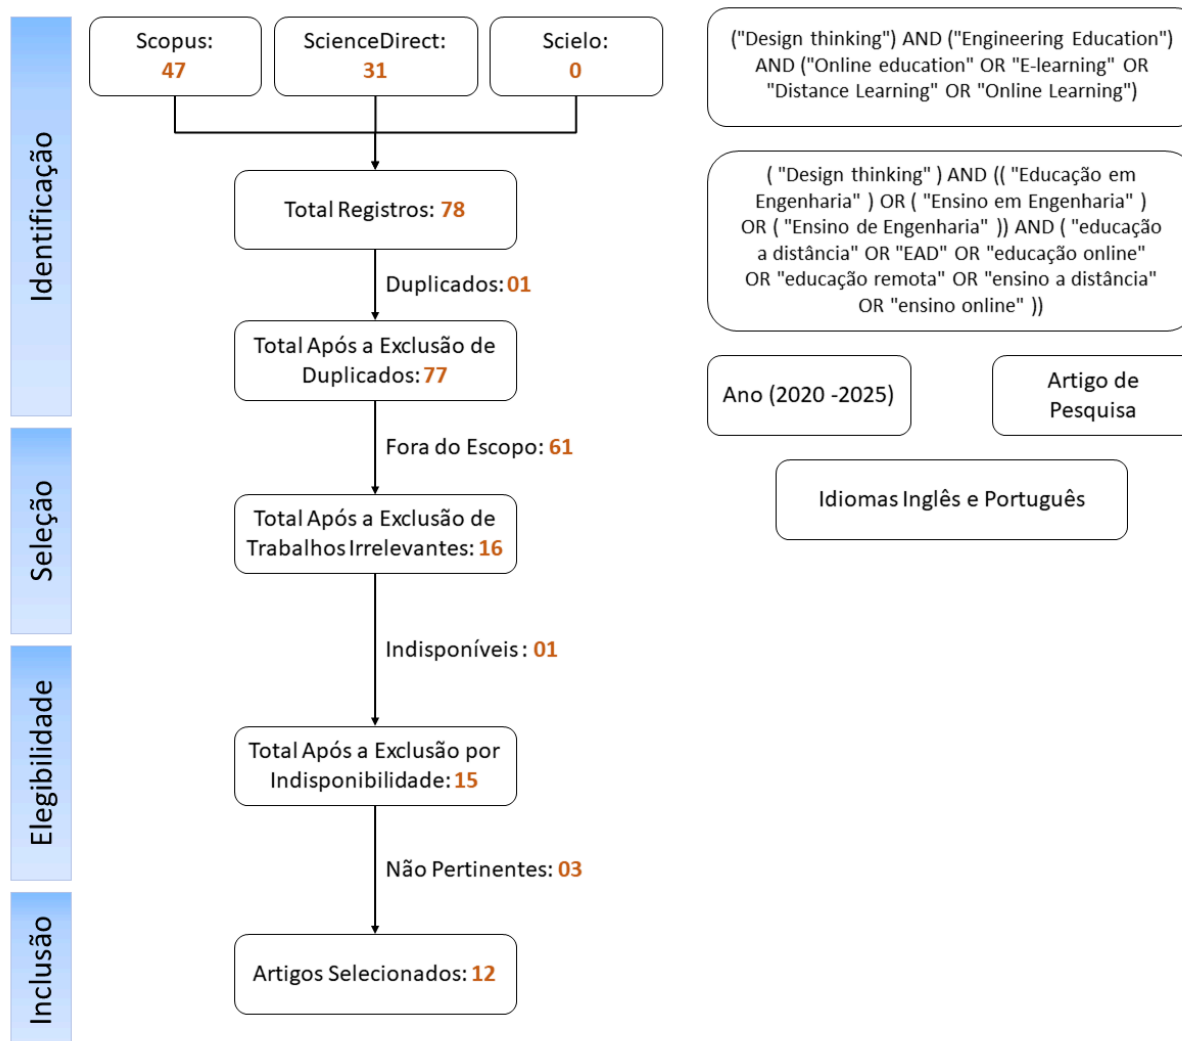 Identificação
Scopus:
47
ScienceDirect:
31
Scielo:
0
Total Registros: 78
Duplicados: 01
Total Após a Exclusão de
Duplicados: 77
Fora do Escopo: 61
Seleção
Total Após a Exclusão de
Trabalhos Irrelevantes: 16
Indisponíveis : 01
Elegibilidade
Total Após a Exclusão por
Indisponibilidade: 15
Não Pertinentes: 03
Inclusão
Artigos Selecionados: 12
("Design thinking") AND ("Engineering Education")
AND ("Online education" OR "E-learning" OR
"Distance Learning" OR "Online Learning")
( "Design thinking" ) AND (( "Educação em
Engenharia" ) OR ( "Ensino em Engenharia" )
OR ( "Ensino de Engenharia" )) AND ( "educação
a distância" OR "EAD" OR "educação online"
OR "educação remota" OR "ensino a distância"
OR "ensino online" ))
Ano (2020 -2025)
Artigo de
Pesquisa
Idiomas Inglês e Português